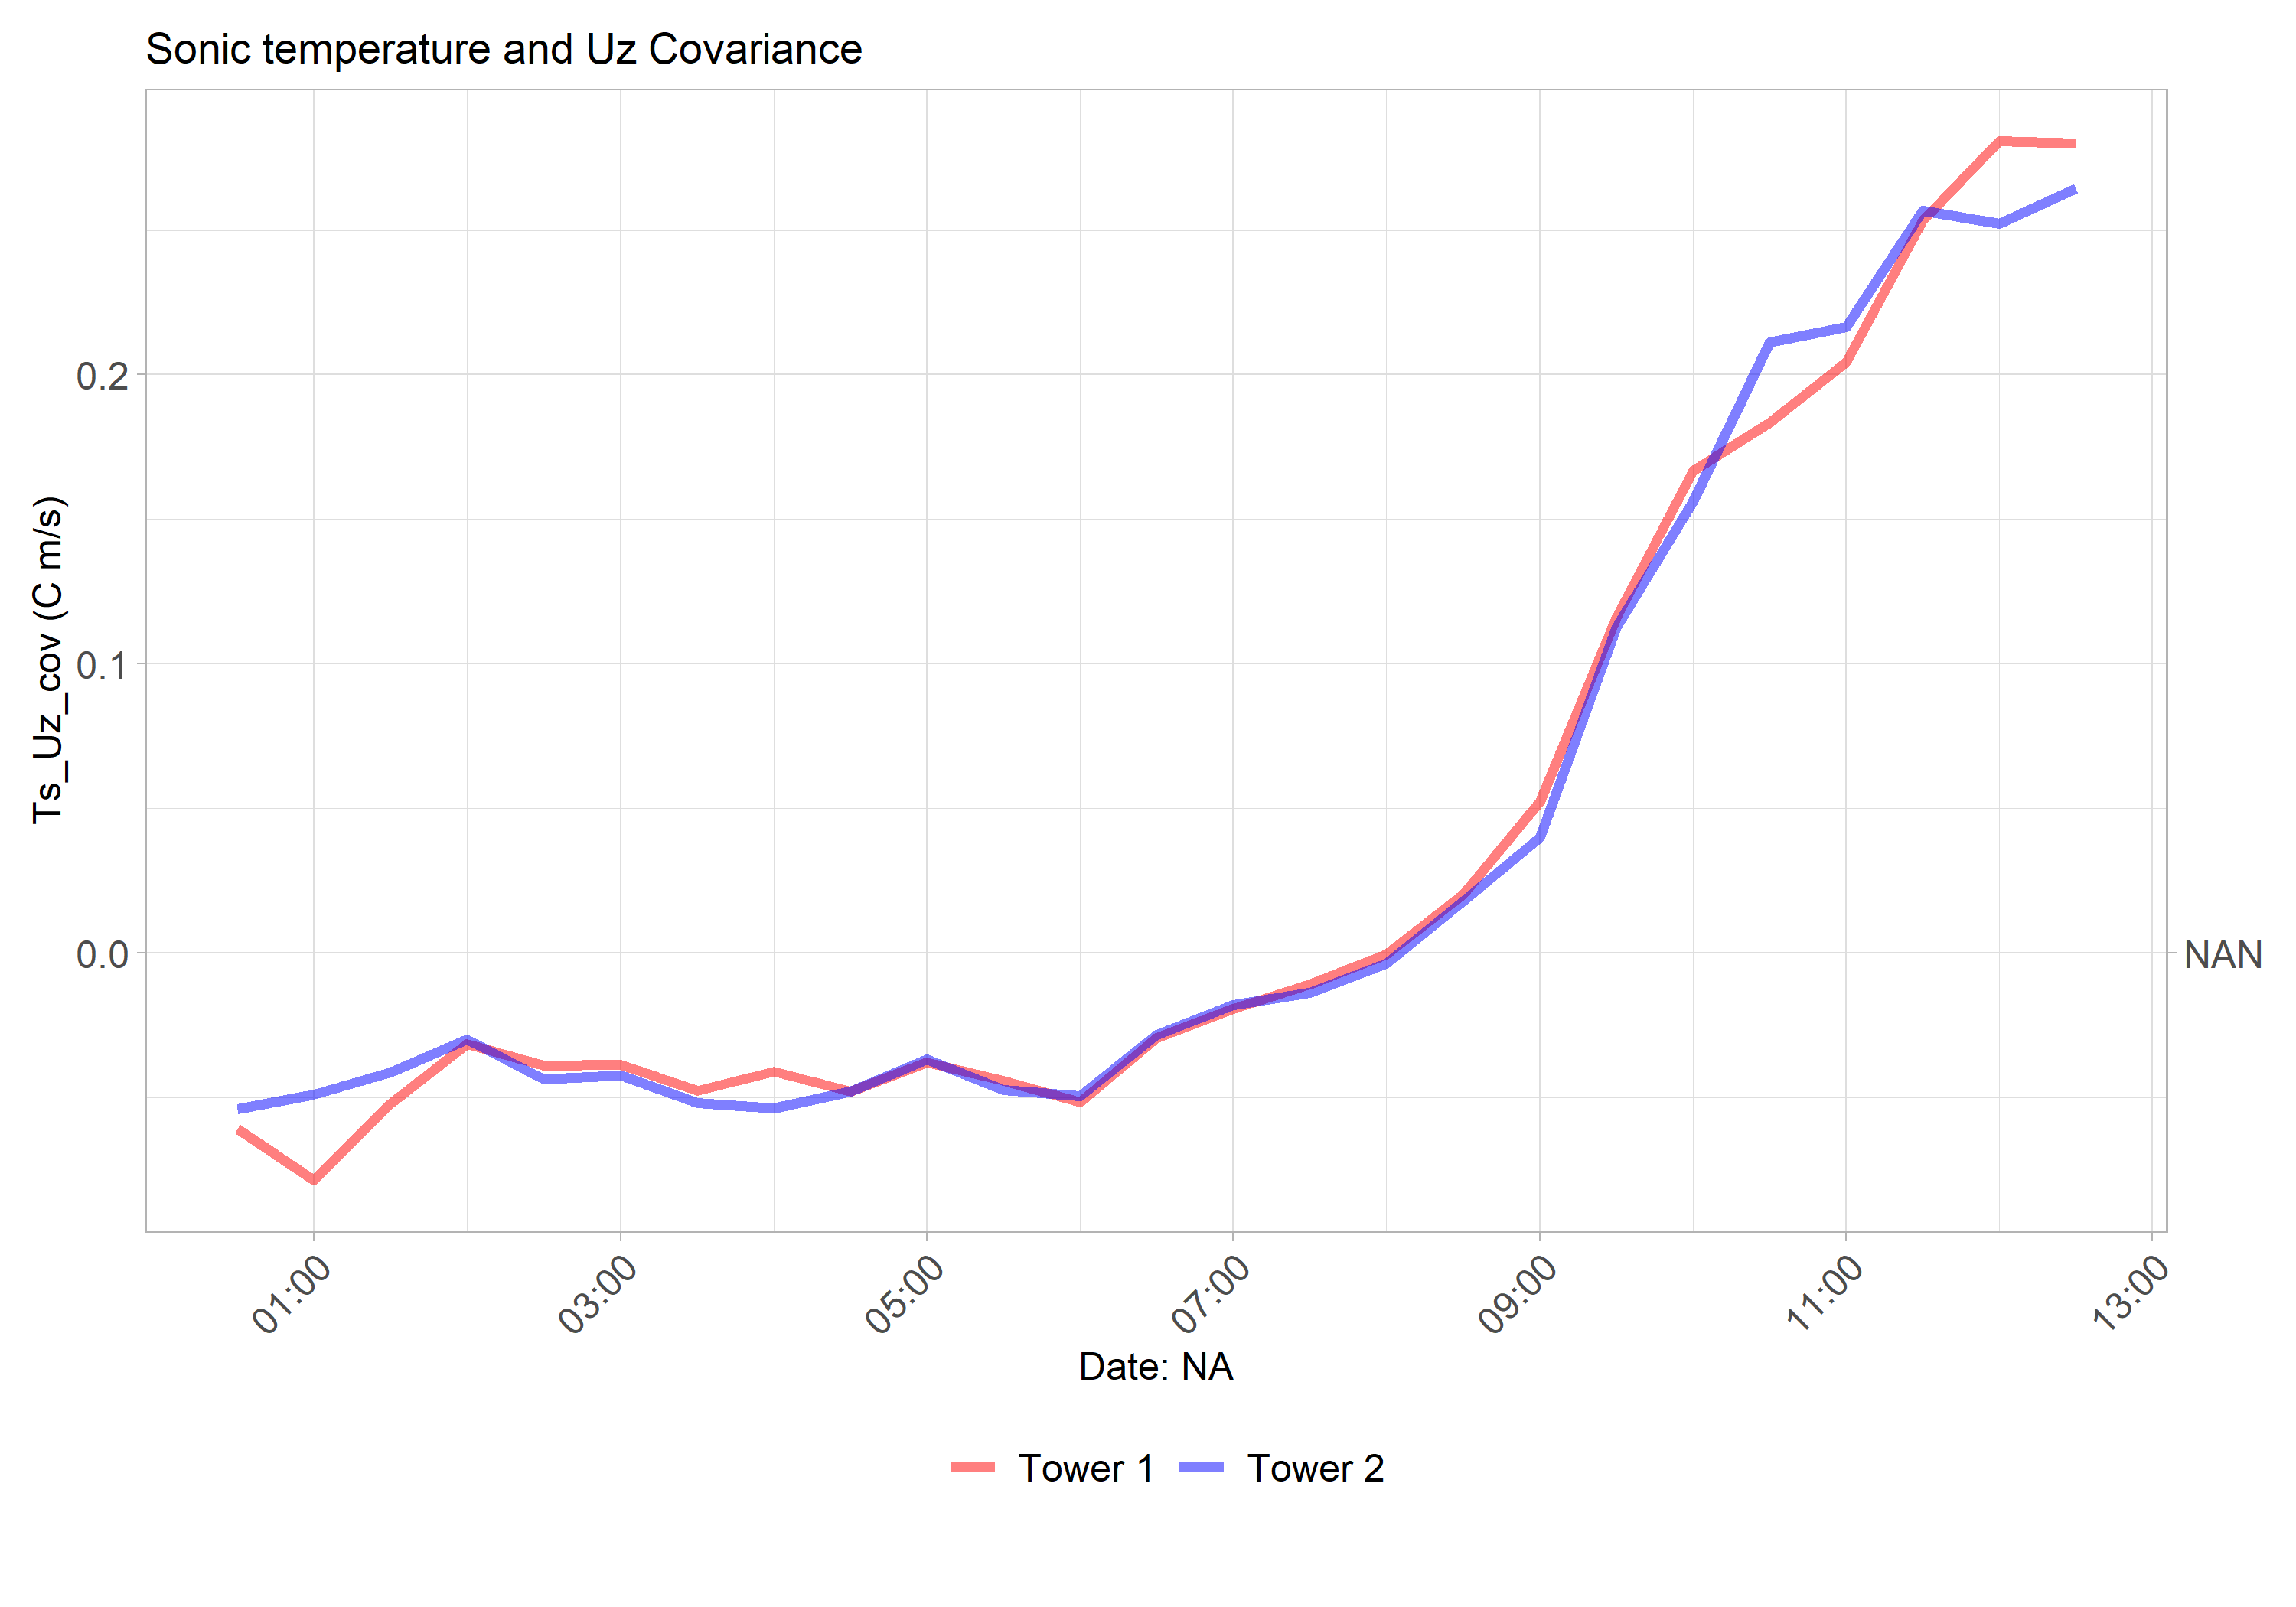 Sonic temperature and Uz Covariance
Ts_Uz_cov (C m/s)
0.2
0.1
0.0
NAN
01:00
03:00
05:00
07:00
09:00
11:00
13:00
Date: NA
Tower 1
Tower 2